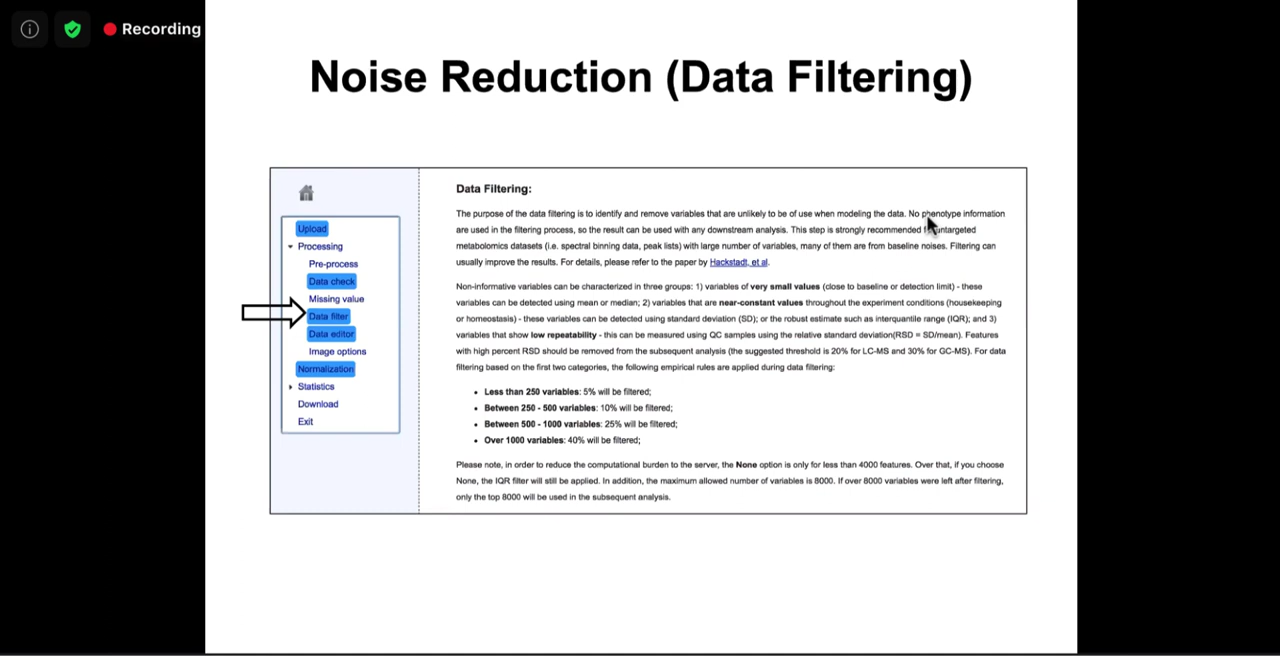 Recording
Noise Reduction (Data Filtering)
Upload
Processing
Pre-process
Data check
Missing value
Data filter
Data editor
Image options
Normalization
Statistics
Download
Exit
Data Filtering:
The purpose of the data filtering is to identify and remove variables that are unlikely to be of use when modeling the data. No phenotype information
are used in the filtering process, so the result can be used with any downstream analysis. This step is strongly recommended untargeted
metabolomics datasets (i.e. spectral binning data, peak lists) with large number of variables, many of them are from baseline noises. Filtering can
usually improve the results. For details, please refer to the paper by Hackstadt, et al.
Non-informative variables can be characterized in three groups: 1) variables of very small values (close to baseline or detection limit) - these
variables can be detected using mean or median; 2) variables that are near-constant values throughout the experiment conditions (housekeeping
or homeostasis) - these variables can be detected using standard deviation (SD); or the robust estimate such as interquantile range (IQR); and 3)
variables that show low repeatability - this can be measured using QC samples using the relative standard deviation(RSD = SD/mean). Features
with high percent RSD should be removed from the subsequent analysis (the suggested threshold is 20% for LC-MS and 30% for GC-MS). For data
filtering based on the first two categories, the following empirical rules are applied during data filtering:
• Less than 250 variables: 5% will be filtered;
• Between 250 - 500 variables: 10% will be filtered;
• Between 500 - 1000 variables: 25% will be filtered;
• Over 1000 variables: 40% will be filtered;
Please note, in order to reduce the computational burden to the server, the None option is only for less than 4000 features. Over that, if you choose
None, the IQR filter will still be applied. In addition, the maximum allowed number of variables is 8000. If over 8000 variables were left after filtering,
only the top 8000 will be used in the subsequent analysis.